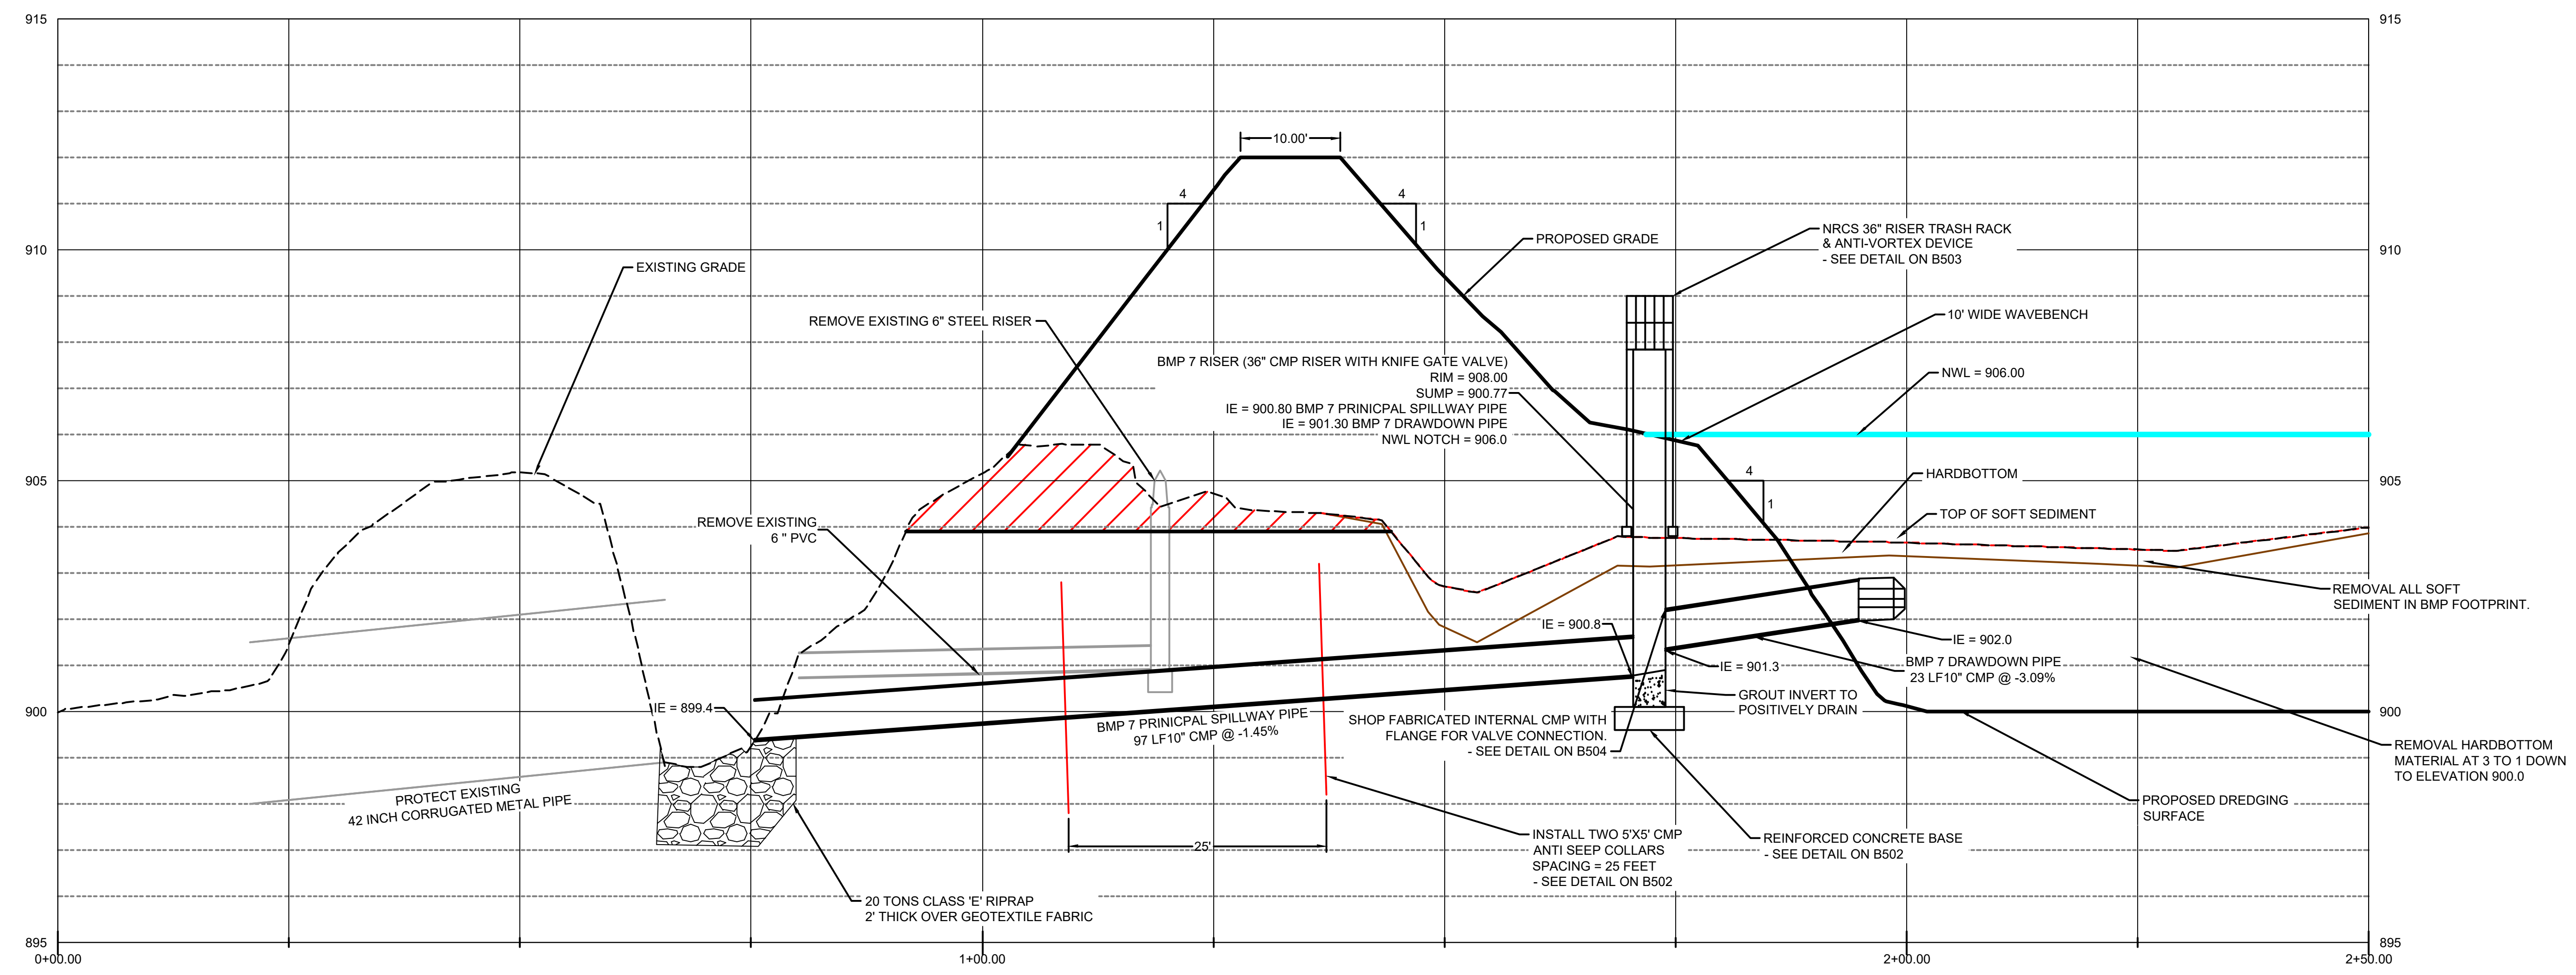 915
915
10.00'
4
1
4
1
PROPOSED GRADE
NRCS 36" RISER TRASH RACK
& ANTI-VORTEX DEVICE
- SEE DETAIL ON B503
910
910
EXISTING GRADE
REMOVE EXISTING 6" STEEL RISER
10' WIDE WAVEBENCH
BMP 7 RISER (36" CMP RISER WITH KNIFE GATE VALVE)
RIM = 908.00
SUMP = 900.77
IE = 900.80 BMP 7 PRINICPAL SPILLWAY PIPE
IE = 901.30 BMP 7 DRAWDOWN PIPE
NWL NOTCH = 906.0
NWL = 906.00
905
905
4
1
HARDBOTTOM
TOP OF SOFT SEDIMENT
REMOVE EXISTING
6 " PVC
REMOVAL ALL SOFT
SEDIMENT IN BMP FOOTPRINT.
IE = 900.8
IE = 902.0
IE = 901.3
BMP 7 DRAWDOWN PIPE
23 LF10" CMP @ -3.09%
GROUT INVERT TO
POSITIVELY DRAIN
IE = 899.4
900
900
BMP 7 PRINICPAL SPILLWAY PIPE
97 LF10" CMP @ -1.45%
SHOP FABRICATED INTERNAL CMP WITH
FLANGE FOR VALVE CONNECTION.
- SEE DETAIL ON B504
REMOVAL HARDBOTTOM
MATERIAL AT 3 TO 1 DOWN
TO ELEVATION 900.0
PROTECT EXISTING
42 INCH CORRUGATED METAL PIPE
PROPOSED DREDGING
SURFACE
25'
INSTALL TWO 5'X5' CMP
ANTI SEEP COLLARS
SPACING = 25 FEET
- SEE DETAIL ON B502
REINFORCED CONCRETE BASE
- SEE DETAIL ON B502
20 TONS CLASS 'E' RIPRAP
2' THICK OVER GEOTEXTILE FABRIC
895
895
0+00.00
1+00.00
2+00.00
2+50.00